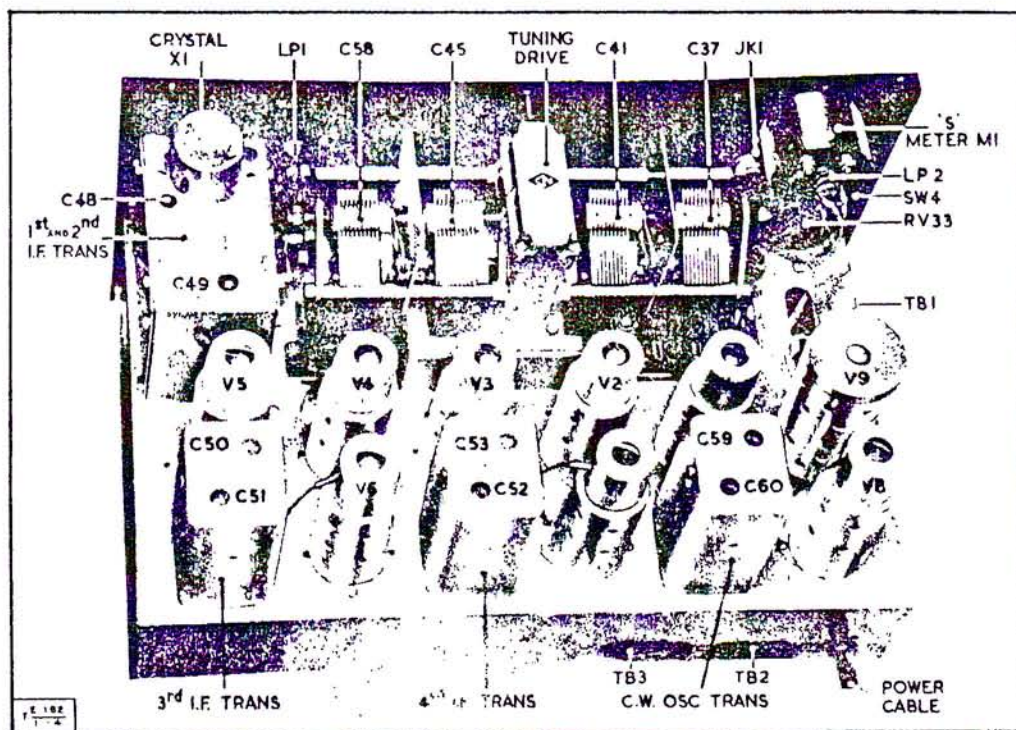 CRYSTAL
X1
LP1
C58
C45
TUNING
DRIVE
C41
C37
JK1
'S'
METER M1
LP2
SW4
RV33
C48
1st AND 2nd
I.F. TRANS
C49
TB1
V5
V4
V3
V2
V9
C50
C53
C59
C51
V6
C52
C60
V8
TB3
TB2
3rd I.F. TRANS
4th I.F. TRANS
C.W. OSC TRANS
POWER
CABLE